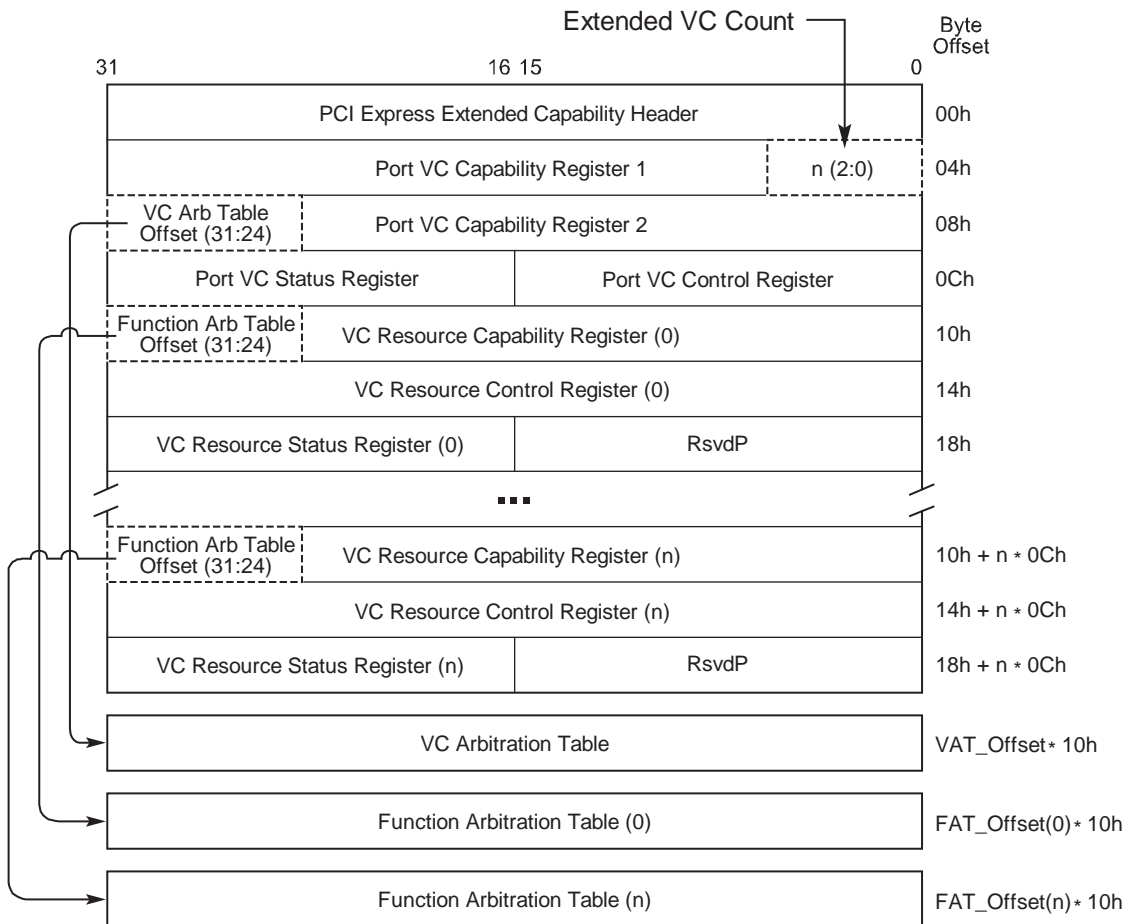 Extended VC Count
Byte
Offset
31
16 15
0
PCI Express Extended Capability Header
00h
Port VC Capability Register 1
n (2:0)
04h
VC Arb Table
Offset (31:24)
Port VC Capability Register 2
08h
Port VC Status Register
Port VC Control Register
0Ch
Function Arb Table
Offset (31:24)
VC Resource Capability Register (0)
10h
VC Resource Control Register (0)
14h
VC Resource Status Register (0)
RsvdP
18h
...
Function Arb Table
Offset (31:24)
VC Resource Capability Register (n)
10h + n * 0Ch
VC Resource Control Register (n)
14h + n * 0Ch
VC Resource Status Register (n)
RsvdP
18h + n * 0Ch
VC Arbitration Table
VAT_Offset* 10h
Function Arbitration Table (0)
FAT_Offset(0)* 10h
Function Arbitration Table (n)
FAT_Offset(n)* 10h